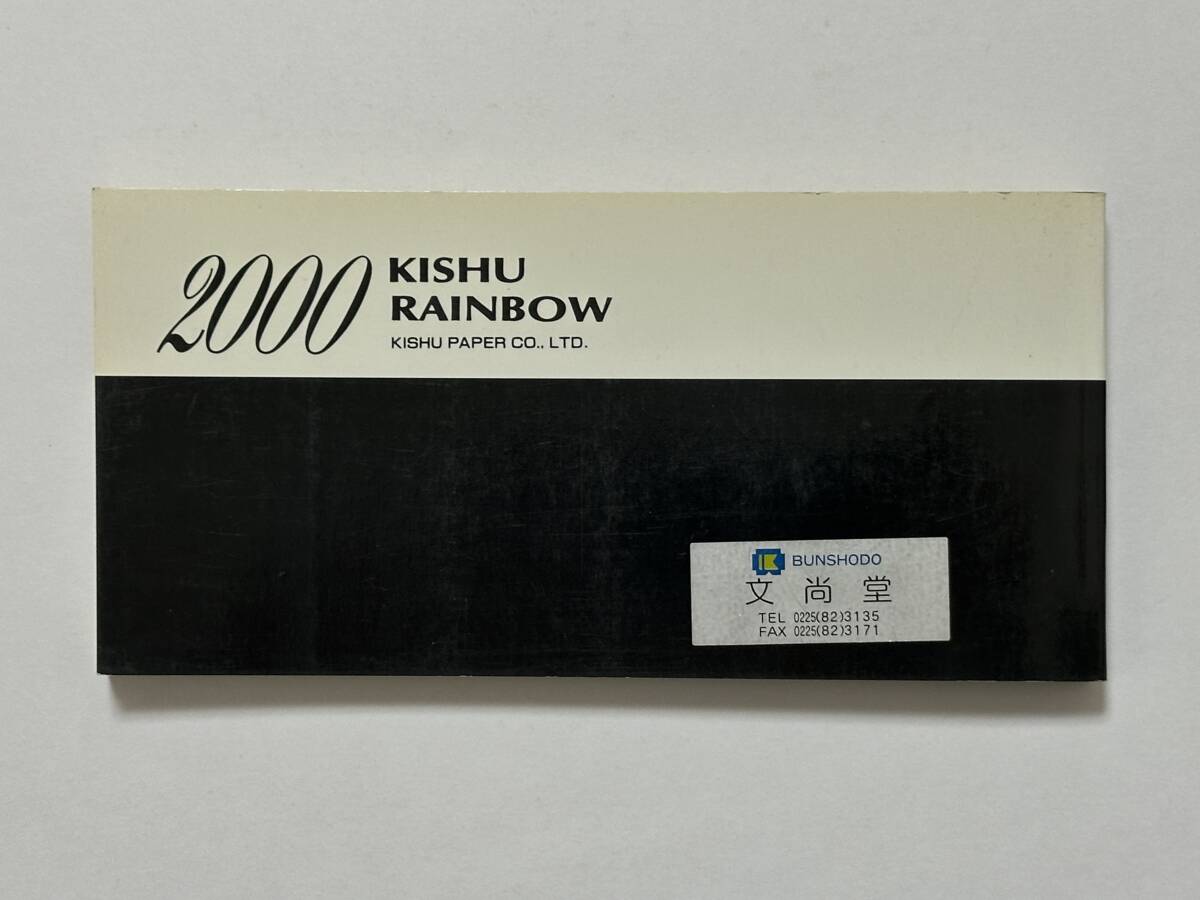 2000 KISHU
RAINBOW
KISHU PAPER CO., LTD.
BUNSHODO
文尚堂
TEL 0225(82)3135
FAX 0225(82)3171